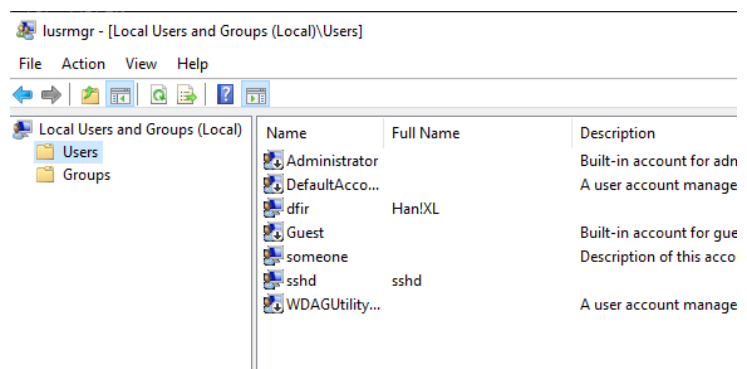 lusrmgr - [Local Users and Groups (Local)\Users]
File Action View Help
Local Users and Groups (Local)
Users
Groups
Name Full Name Description
Administrator Built-in account for adm
DefaultAcco... A user account manage
dfir Han!XL
Guest Built-in account for gue
someone Description of this acco
sshd sshd
WDAGUtility... A user account manage